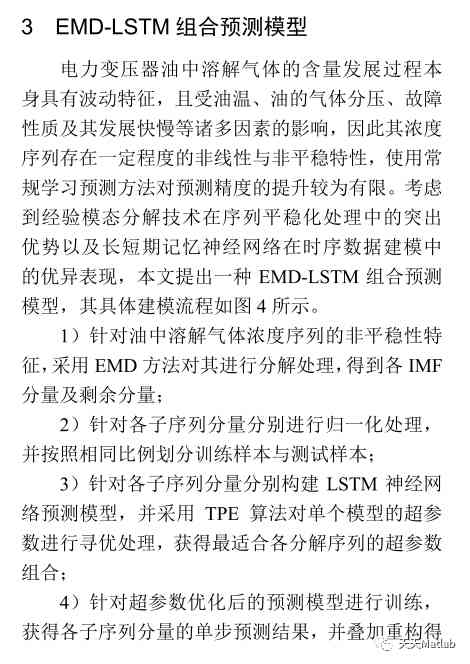 3 EMD-LSTM 组合预测模型
电力变压器油中溶解气体的含量发展过程本
身具有波动特征，且受油温、油的气体分压、故障
性质及其发展快慢等诸多因素的影响，因此其浓度
序列存在一定程度的非线性与非平稳特性，使用常
规学习预测方法对预测精度的提升较为有限。考虑
到经验模态分解技术在序列平稳化处理中的突出
优势以及长短期记忆神经网络在时序数据建模中
的优异表现，本文提出一种 EMD-LSTM 组合预测
模型，其具体建模流程如图 4 所示。
1）针对油中溶解气体浓度序列的非平稳性特
征，采用 EMD 方法对其进行分解处理，得到各 IMF
分量及剩余分量；
2）针对各子序列分量分别进行归一化处理，
并按照相同比例划分训练样本与测试样本；
3）针对各子序列分量分别构建 LSTM 神经网
络预测模型，并采用 TPE 算法对单个模型的超参
数进行寻优处理，获得最适合各分解序列的超参数
组合；
4）针对超参数优化后的预测模型进行训练，
获得各子序列分量的单步预测结果，并叠加重构得
天天Matlab